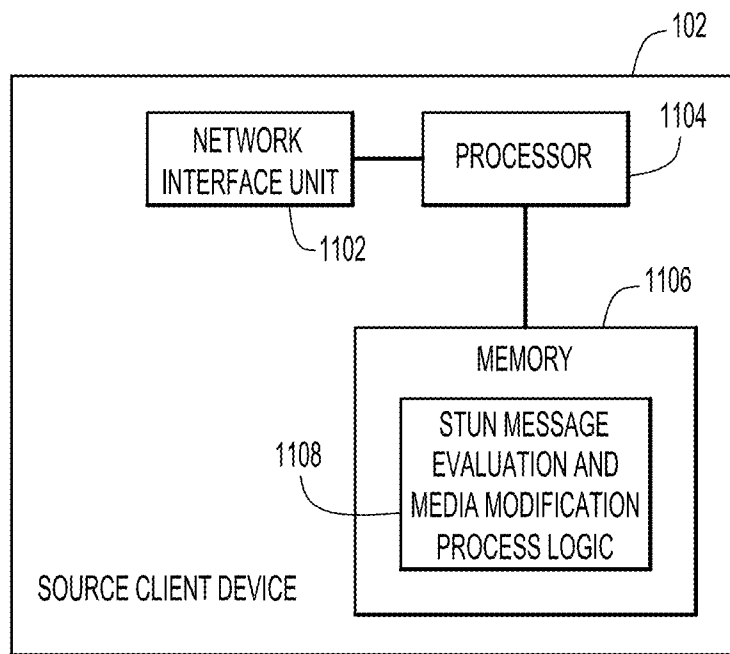 102
NETWORK
INTERFACE UNIT
1102
PROCESSOR
1104
1106
MEMORY
STUN MESSAGE
EVALUATION AND
MEDIA MODIFICATION
PROCESS LOGIC
1108
SOURCE CLIENT DEVICE